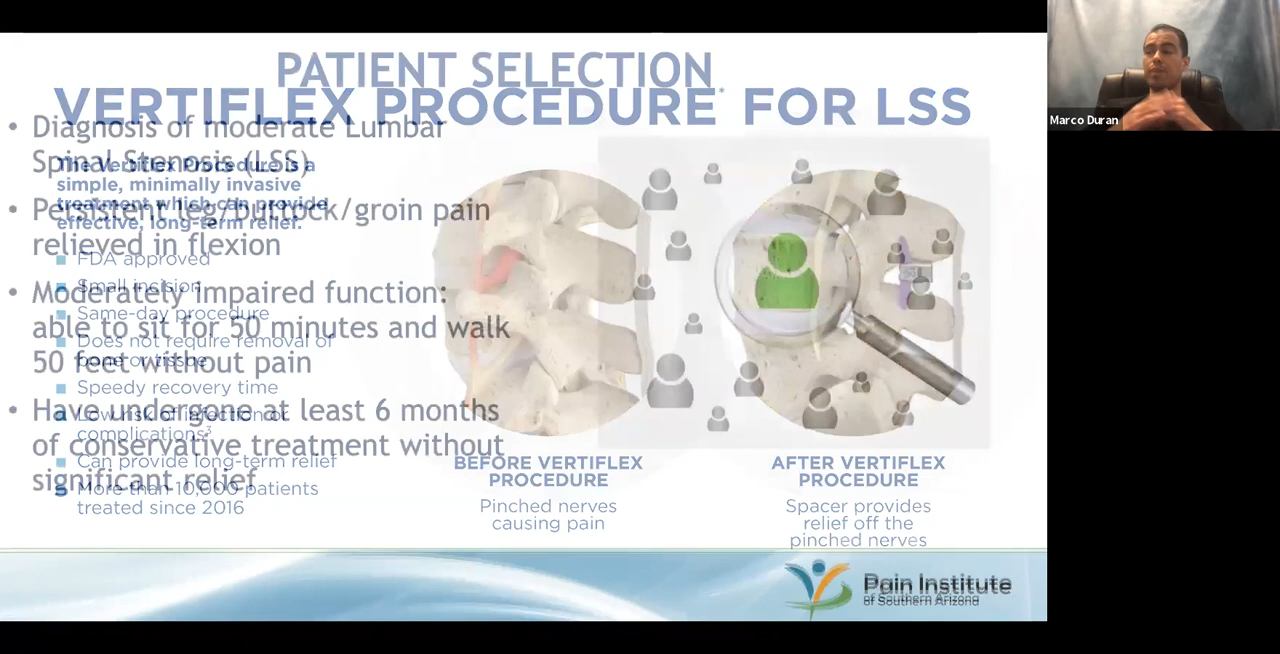 PATIENT SELECTION
• Diagnosis of moderate Lumbar
Spinal Stenosis (LSS)
• Persistent leg/buttock/groin pain
relieved in flexion
• Moderately impaired function:
able to sit for 50 minutes and walk
50 feet without pain
• Have undergone at least 6 months
of conservative treatment without
significant relief
VERTIFLEX PROCEDURE* FOR LSS
The Vertiflex Procedure is a
simple, minimally invasive
treatment which can provide
effective, long-term relief.
FDA approved
Small incision
Same-day procedure
Does not require removal of
bone or tissue
Speedy recovery time
Low risk of infection or
complications³
Can provide long-term relief
More than 10,000 patients
treated since 2016
BEFORE VERTIFLEX
PROCEDURE
Pinched nerves
causing pain
AFTER VERTIFLEX
PROCEDURE
Spacer provides
relief off the
pinched nerves
Pain Institute
of Southern Arizona
Marco Duran